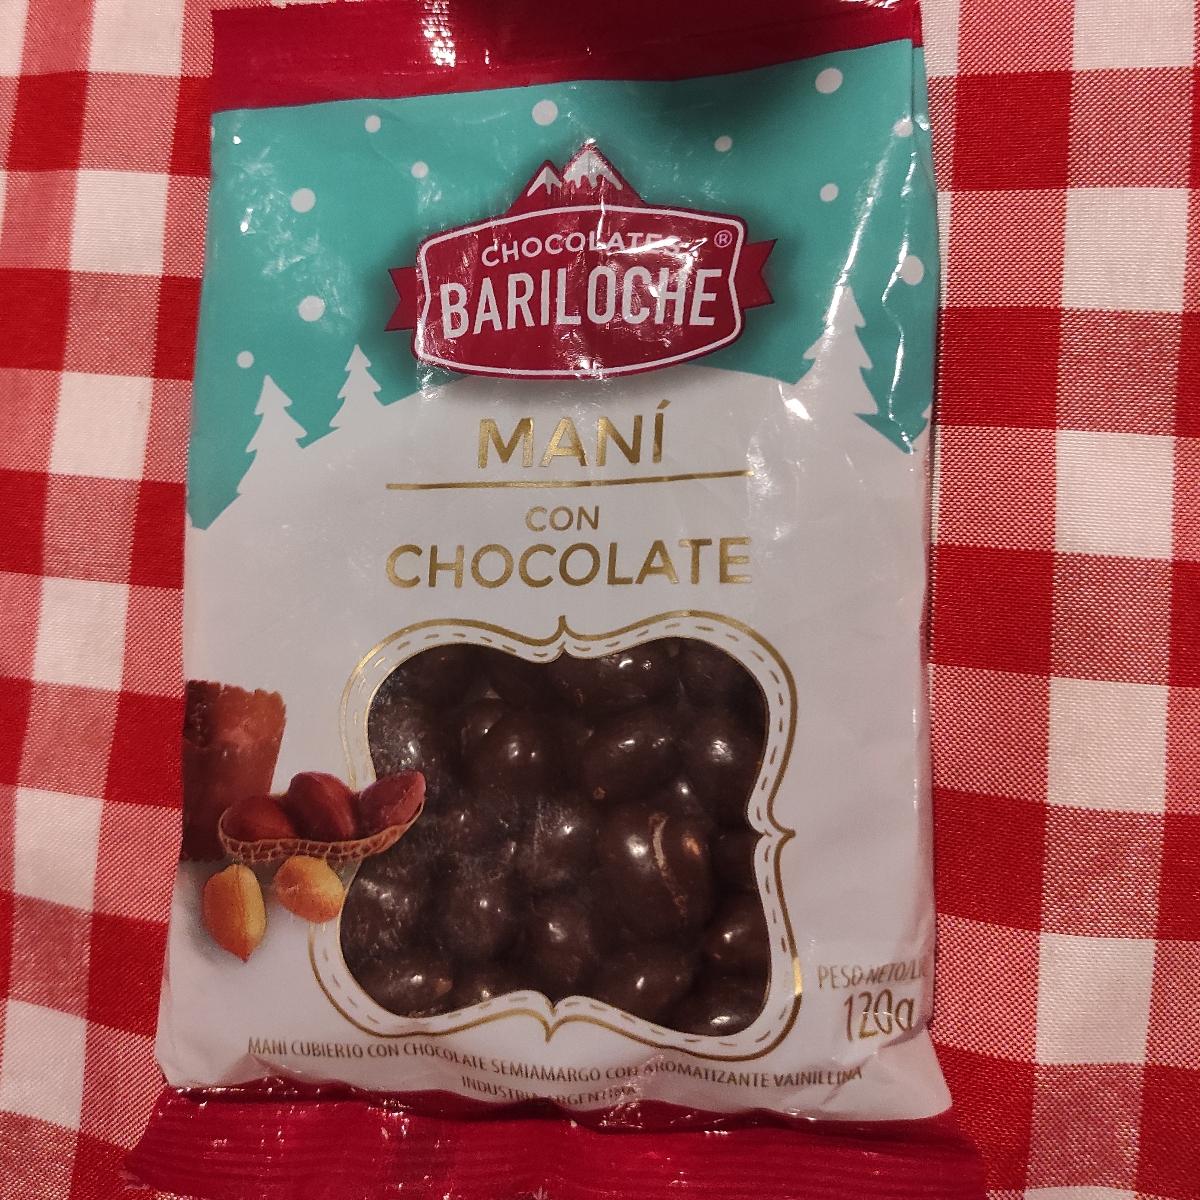 CHOCOLATES ®
BARILOCHE
MANÍ
CON
CHOCOLATE
PESO NETO/
120g
MANI CUBIERTO CON CHOCOLATE SEMIAMARGO CON AROMATIZANTE VAINILLINA
INDUSTRIA ARGENTINA